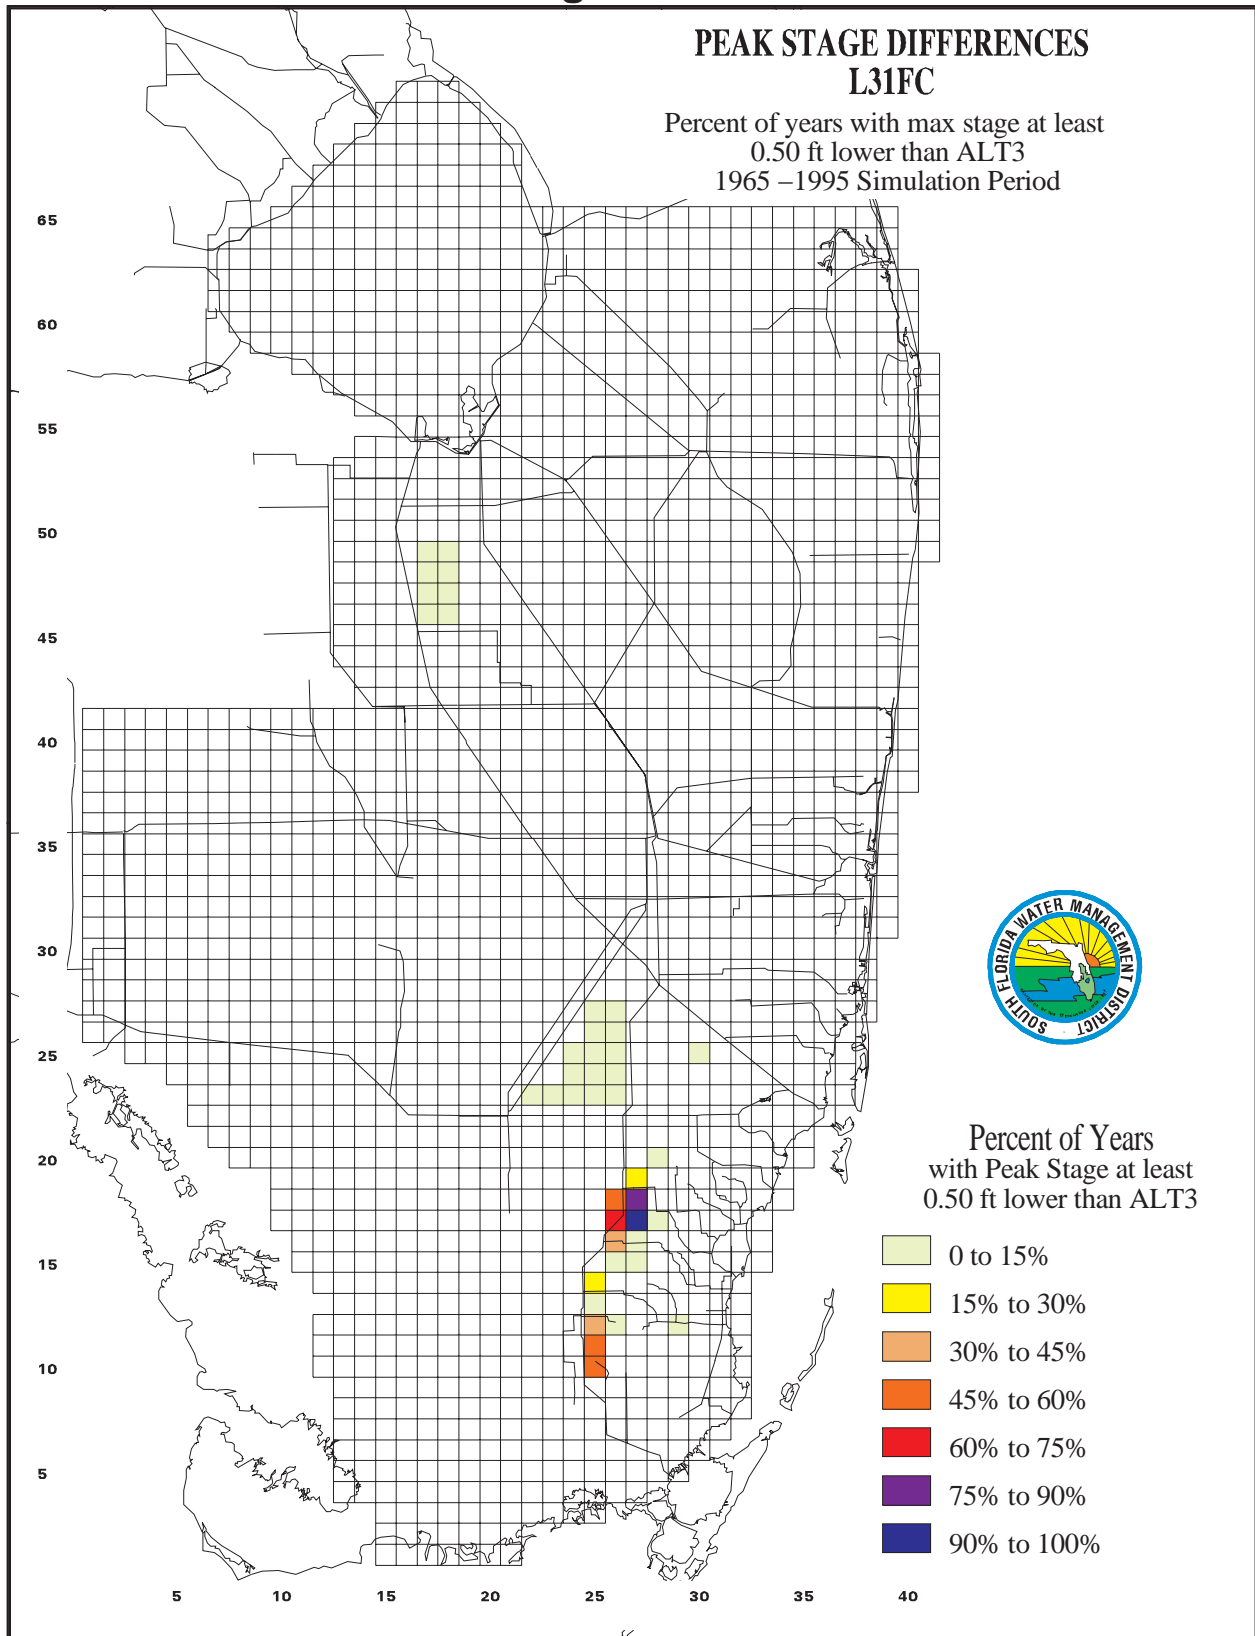 PEAK STAGE DIFFERENCES
L31FC
Percent of years with max stage at least
0.50 ft lower than ALT3
1965 –1995 Simulation Period
65
60
55
50
45
40
35
30
25
20
15
10
5
5 10 15 20 25 30 35 40
SOUTH FLORIDA WATER MANAGEMENT DISTRICT
Percent of Years
with Peak Stage at least
0.50 ft lower than ALT3
0 to 15%
15% to 30%
30% to 45%
45% to 60%
60% to 75%
75% to 90%
90% to 100%